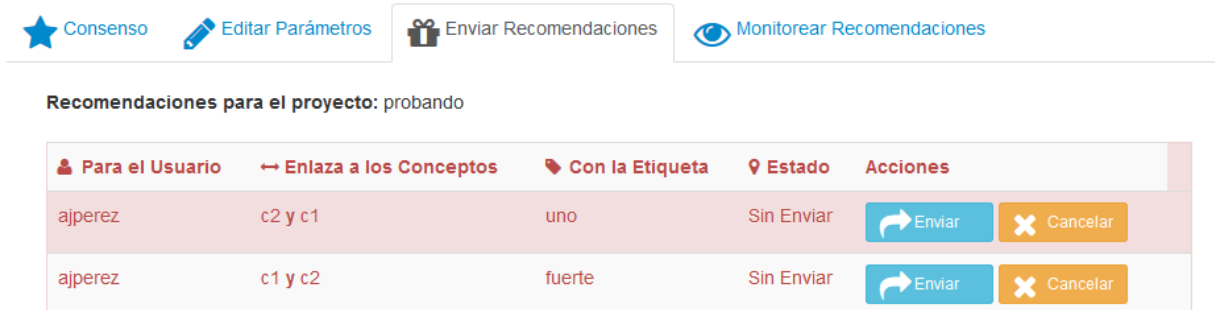 Consenso Editar Parámetros Enviar Recomendaciones Monitorear Recomendaciones
Recomendaciones para el proyecto: probando
Para el Usuario Enlaza a los Conceptos Con la Etiqueta Estado Acciones
ajperez c2 y c1 uno Sin Enviar Enviar Cancelar
ajperez c1 y c2 fuerte Sin Enviar Enviar Cancelar